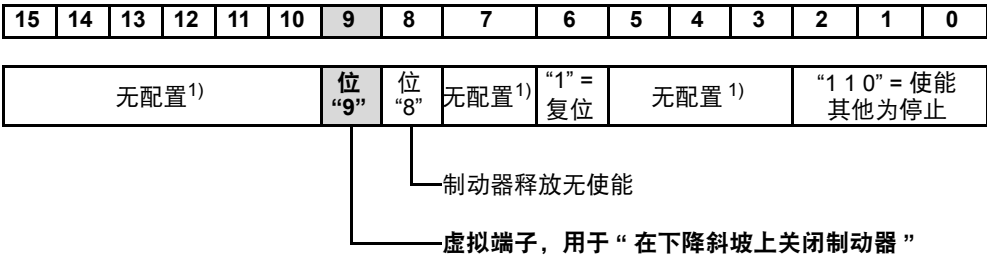 15 14 13 12 11 10 9 8 7 6 5 4 3 2 1 0
无配置1) 位 “9” 位 “8” 无配置1) “1” = 复位 无配置 1) “1 1 0” = 使能 其他为停止
制动器释放无使能
虚拟端子，用于 “ 在下降斜坡上关闭制动器 ”